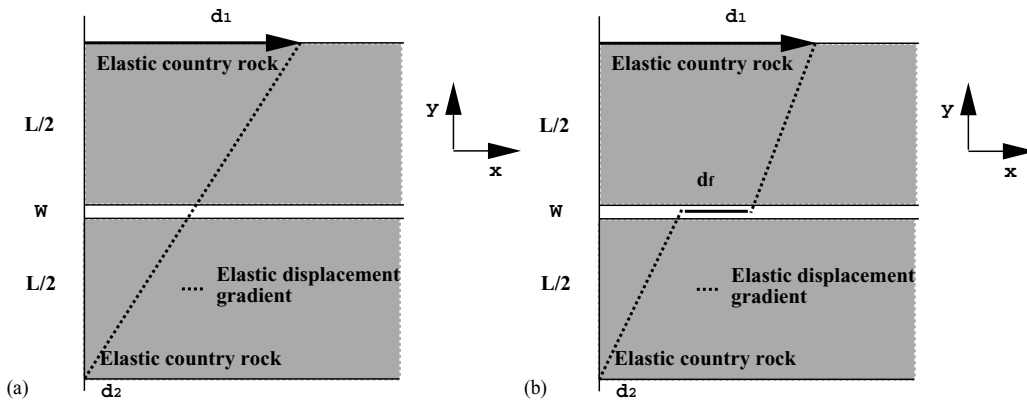 d1
Elastic country rock
L/2
y
x
W
L/2
Elastic displacement
gradient
Elastic country rock
(a)
d2
d1
Elastic country rock
L/2
y
x
df
W
L/2
Elastic displacement
gradient
Elastic country rock
(b)
d2